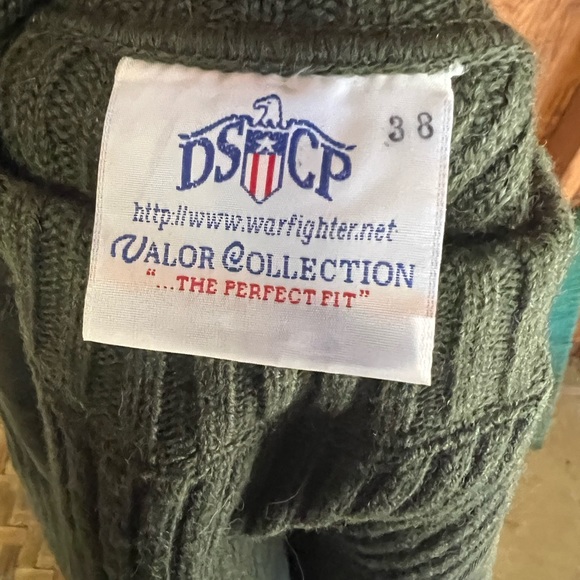 38
DSCP
http://www.warfighter.net
VALOR COLLECTION
"...THE PERFECT FIT"